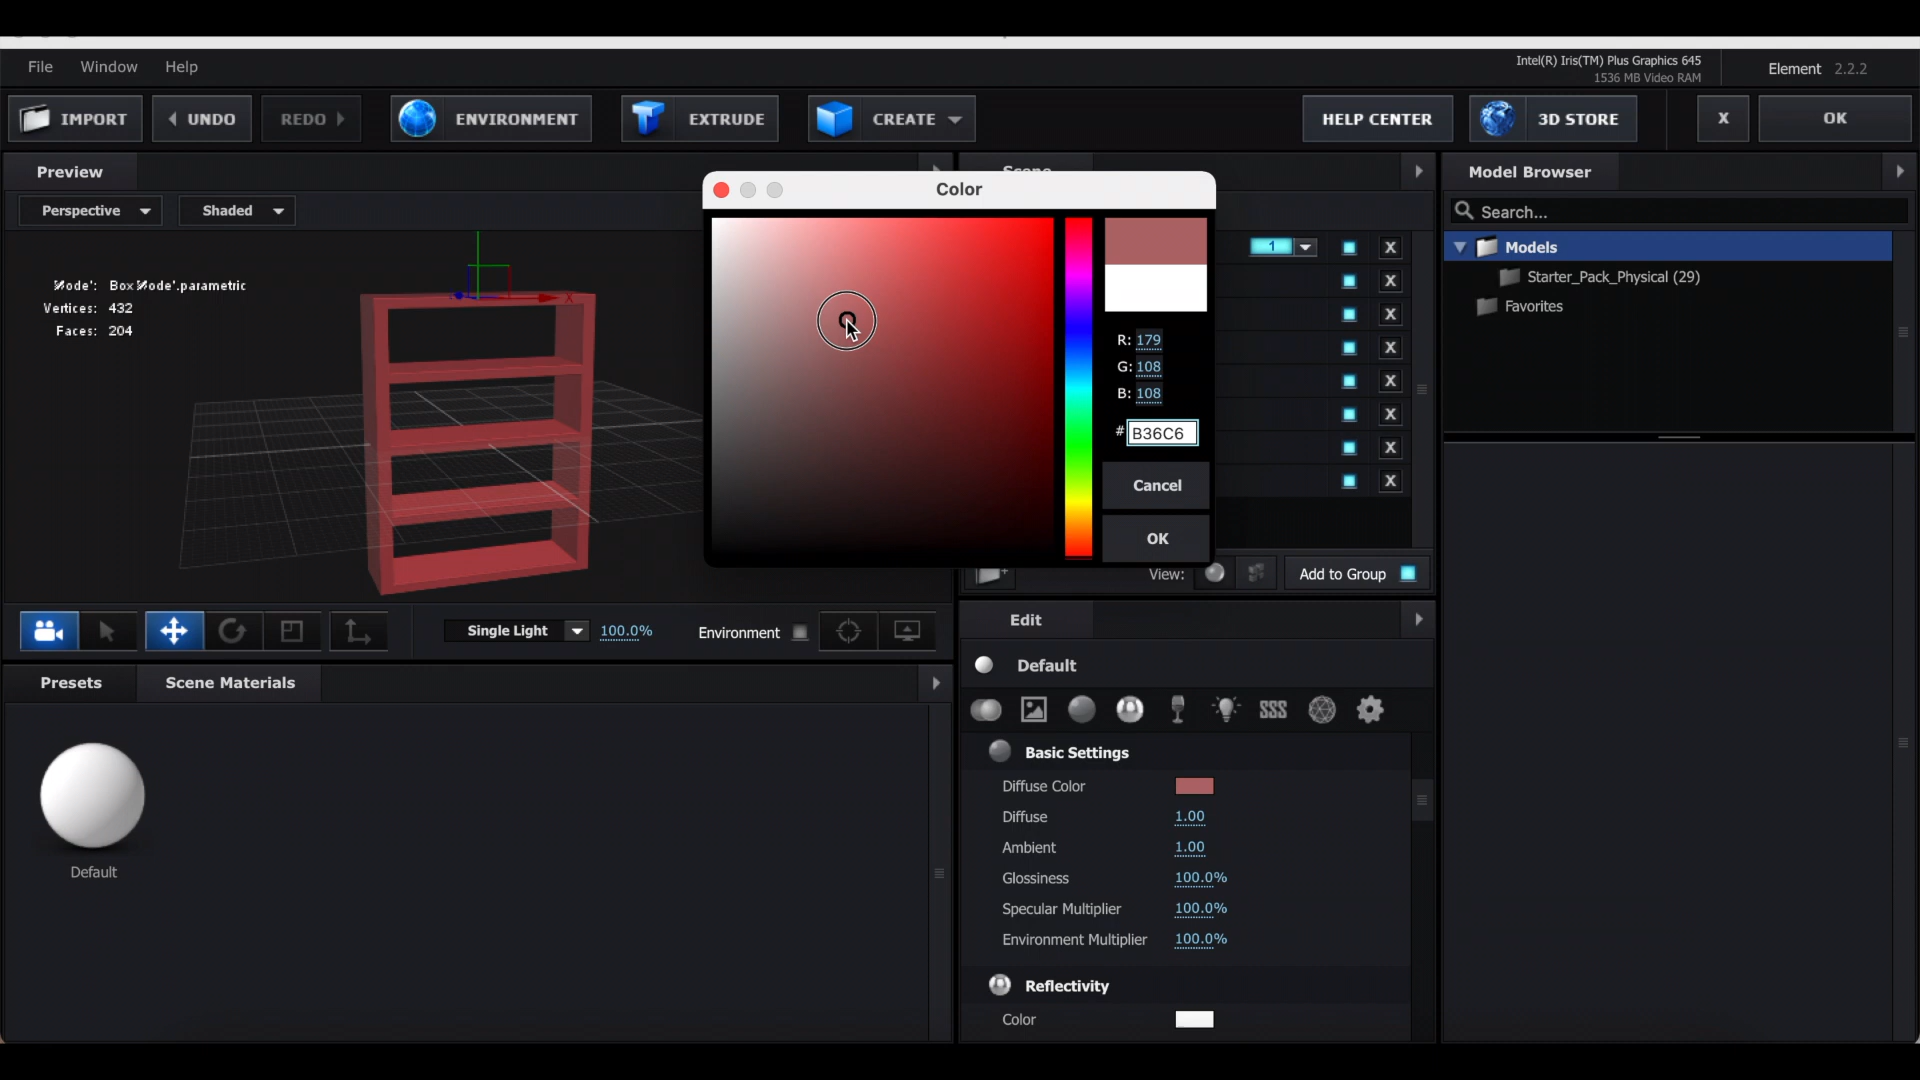 File Window Help
Intel(R) Iris(TM) Plus Graphics 645
1536 MB Video RAM
Element 2.2.2
IMPORT UNDO REDO ENVIRONMENT EXTRUDE CREATE HELP CENTER 3D STORE X OK
Preview
Scene
Model Browser
Color
Perspective Shaded
Search...
Models
Starter_Pack_Physical (29)
Favorites
1 X
X
X
X
X
X
X
X
Vertices: 432
Faces: 204
X
R: 179
G: 108
B: 108
# B36C6
Cancel
OK
View: Add to Group
Single Light 100.0% Environment
Presets Scene Materials
Default
Edit
Default
SSS
Basic Settings
Diffuse Color
Diffuse 1.00
Ambient 1.00
Glossiness 100.0%
Specular Multiplier 100.0%
Environment Multiplier 100.0%
Reflectivity
Color